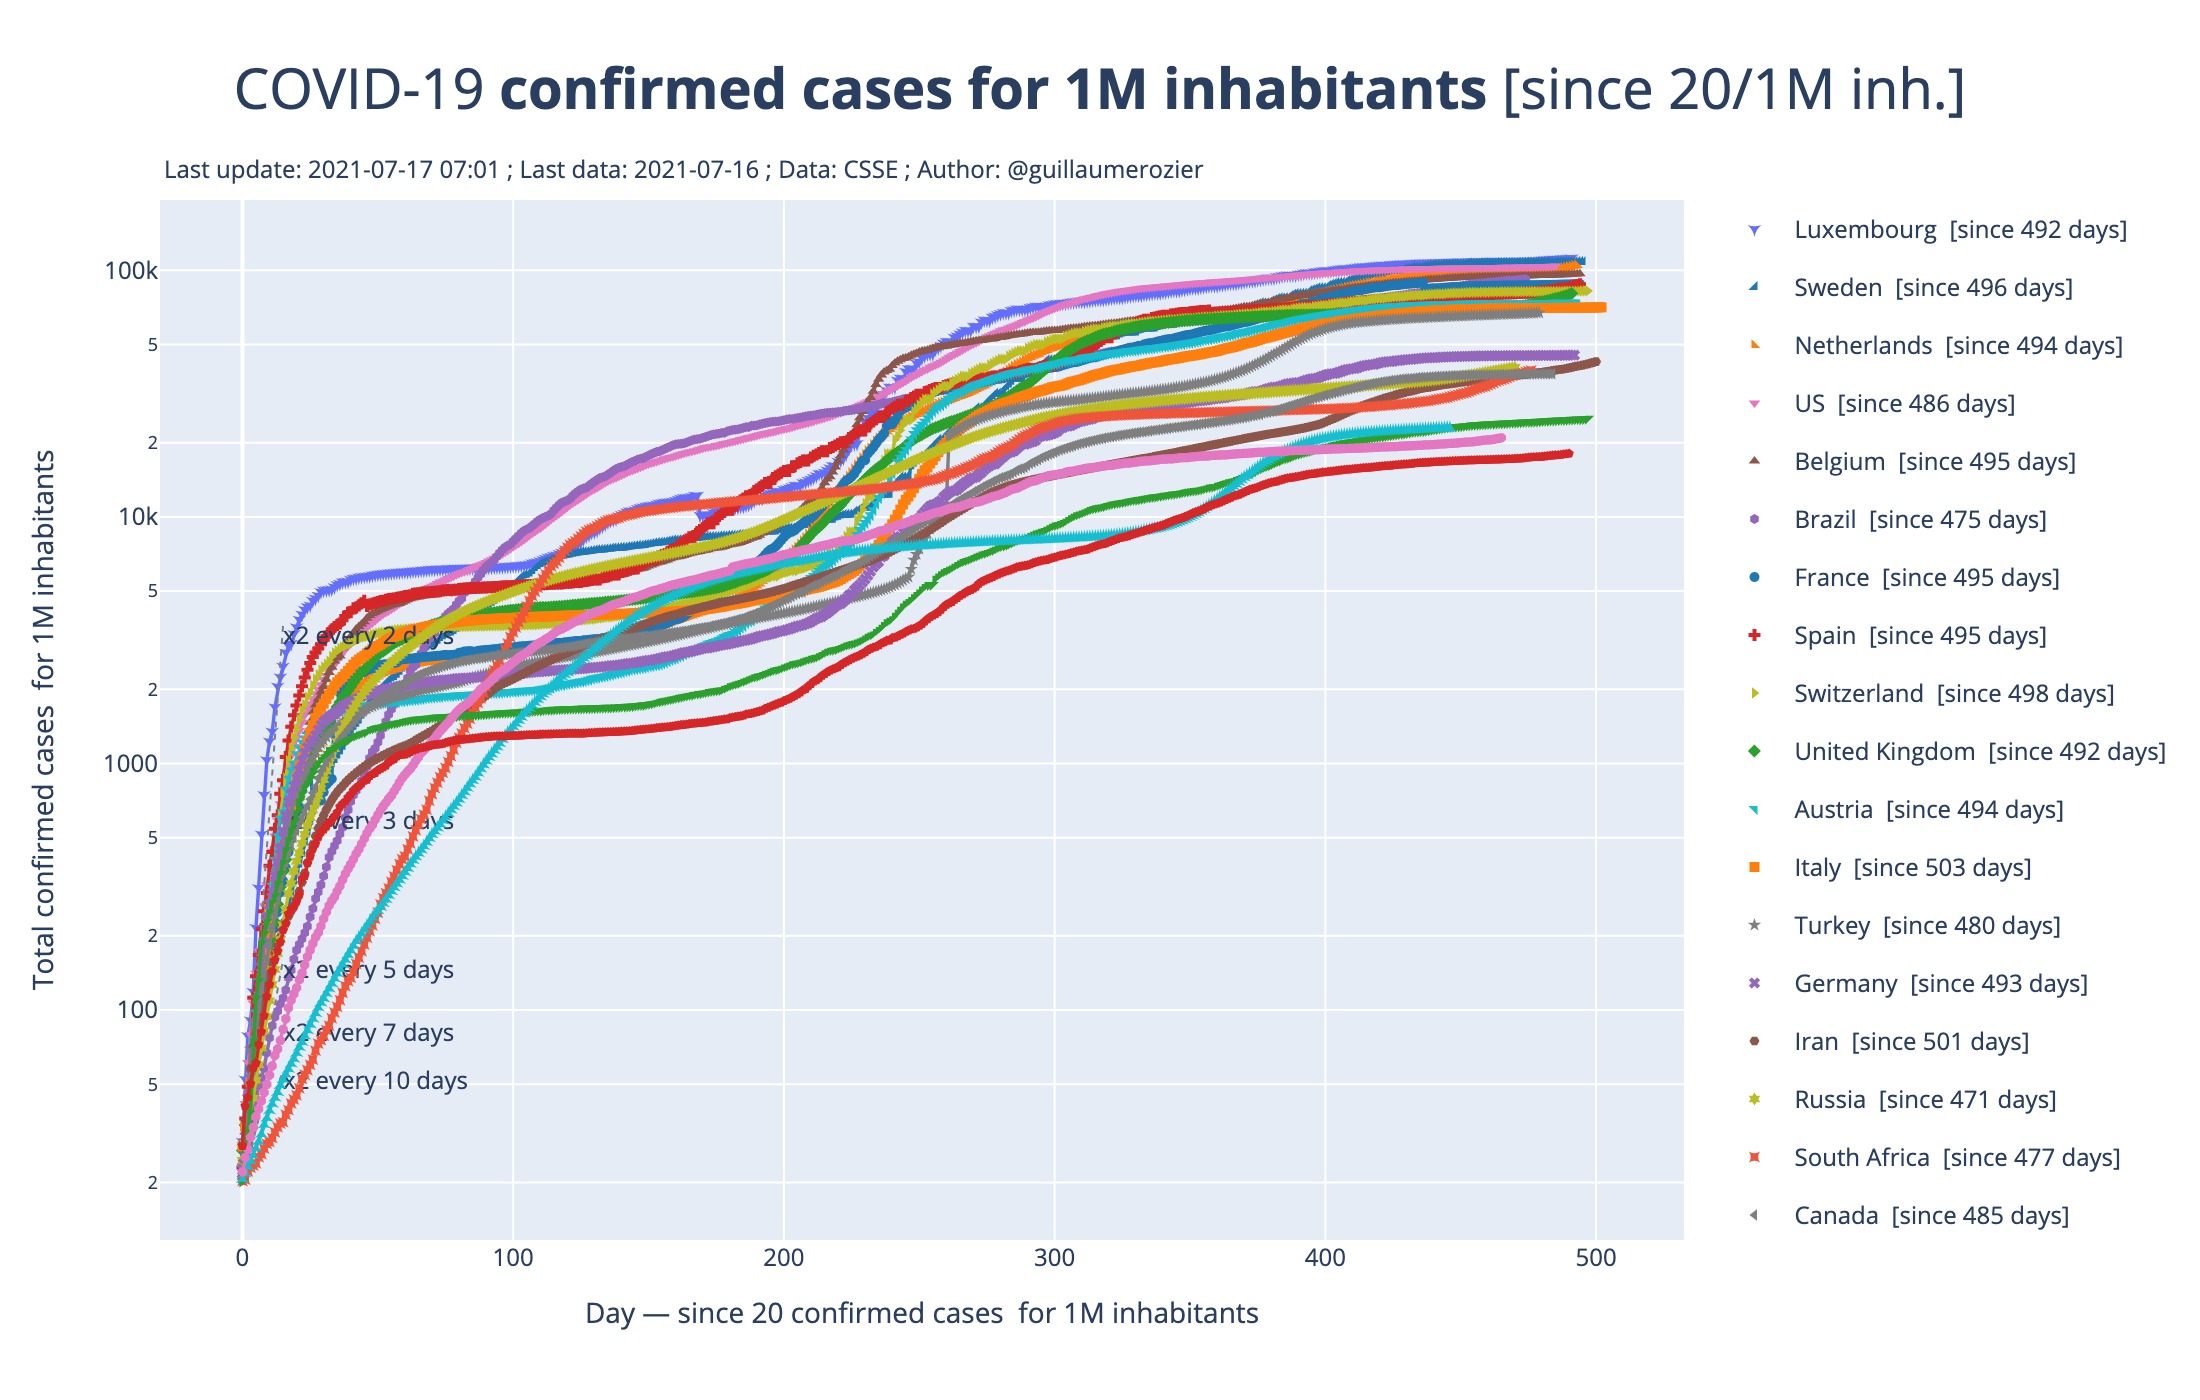 COVID-19 confirmed cases for 1M inhabitants [since 20/1M inh.]
Last update: 2021-07-17 07:01 ; Last data: 2021-07-16 ; Data: CSSE ; Author: @guillaumerozier
100k
5
2
10k
5
2
1000
5
2
100
5
2
Total confirmed cases for 1M inhabitants
x2 every 2 days
every 3 days
x2 every 5 days
x2 every 7 days
x2 every 10 days
0 100 200 300 400 500
Day — since 20 confirmed cases for 1M inhabitants
Luxembourg [since 492 days]
Sweden [since 496 days]
Netherlands [since 494 days]
US [since 486 days]
Belgium [since 495 days]
Brazil [since 475 days]
France [since 495 days]
Spain [since 495 days]
Switzerland [since 498 days]
United Kingdom [since 492 days]
Austria [since 494 days]
Italy [since 503 days]
Turkey [since 480 days]
Germany [since 493 days]
Iran [since 501 days]
Russia [since 471 days]
South Africa [since 477 days]
Canada [since 485 days]